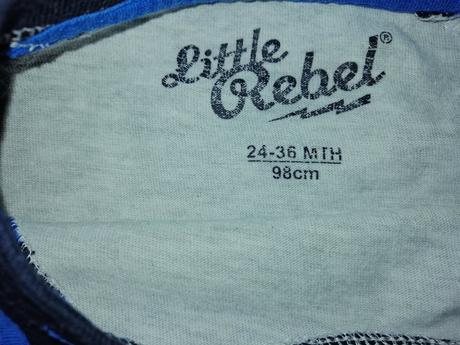 Little
Rebel®
24-36 MTH
98cm